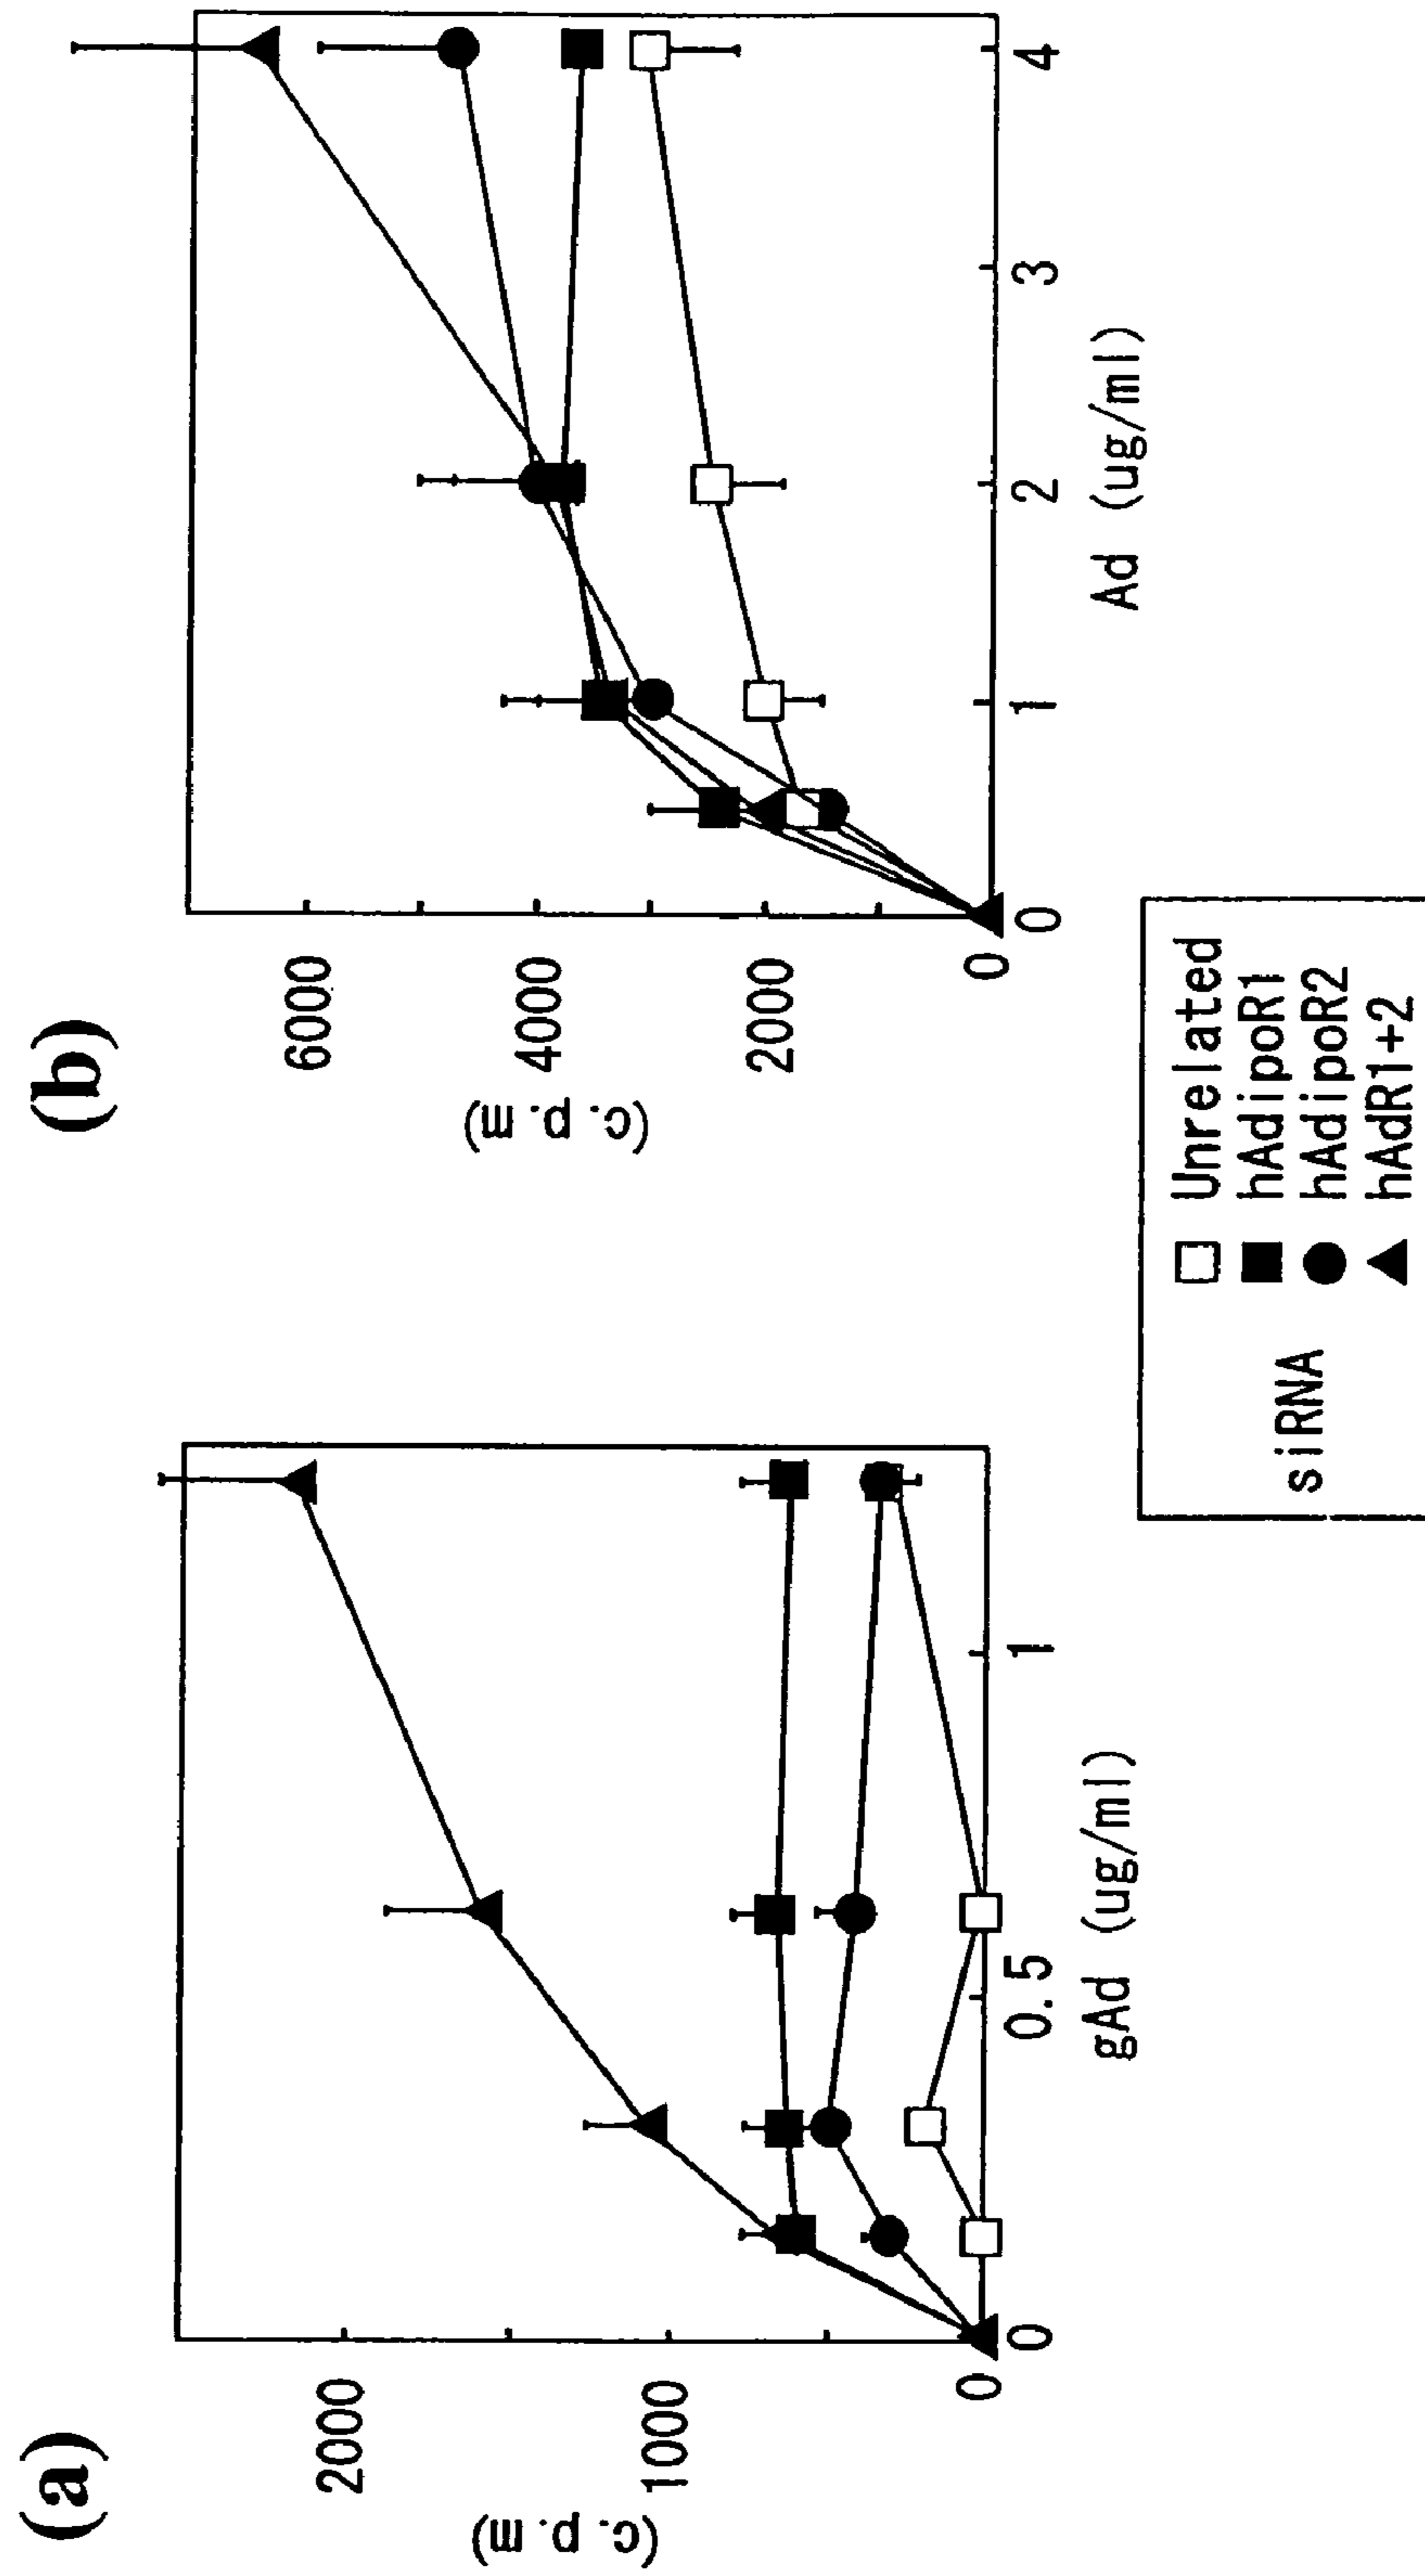 (a)
(c.p.m)
2000
1000
0
0
0.5
1
gAd (ug/ml)
(b)
(c.p.m)
6000
4000
2000
0
0
1
2
3
4
Ad (ug/ml)
siRNA
Unrelated
hAdipoR1
hAdipoR2
hAdR1+2